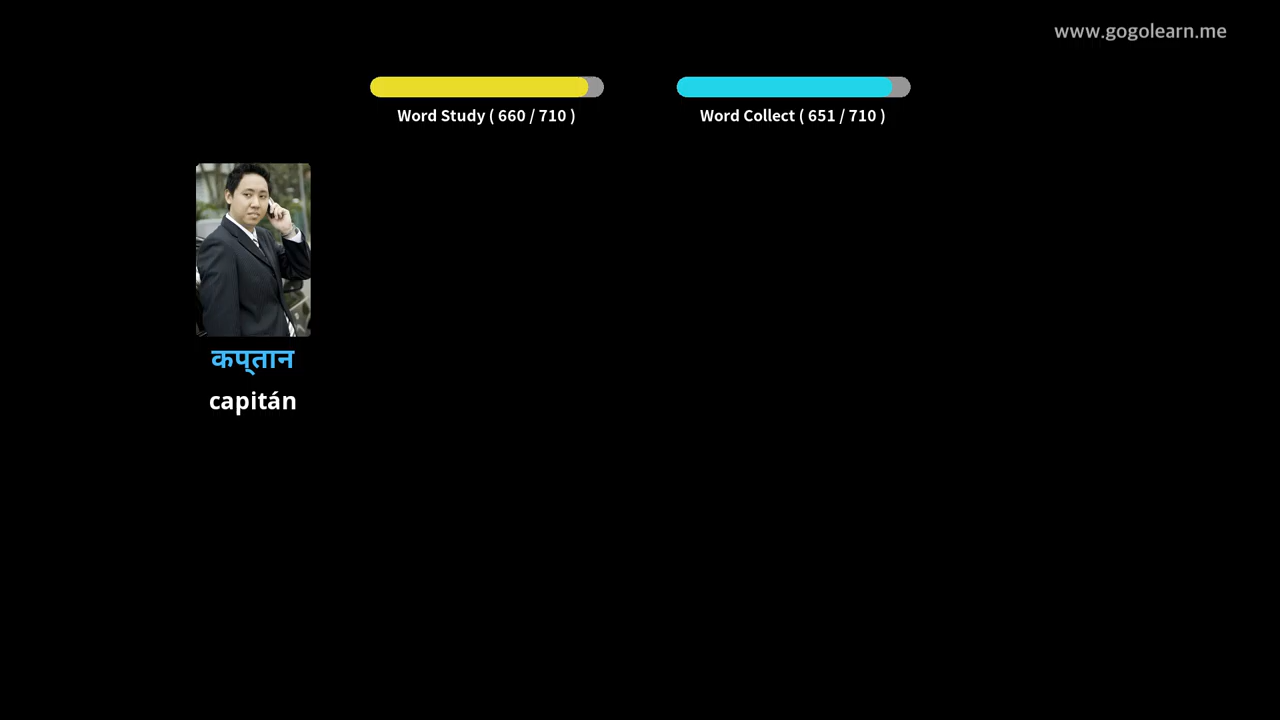 www.gogolearn.me
Word Study ( 660 / 710 )
Word Collect ( 651 / 710 )
कप्तान
capitán